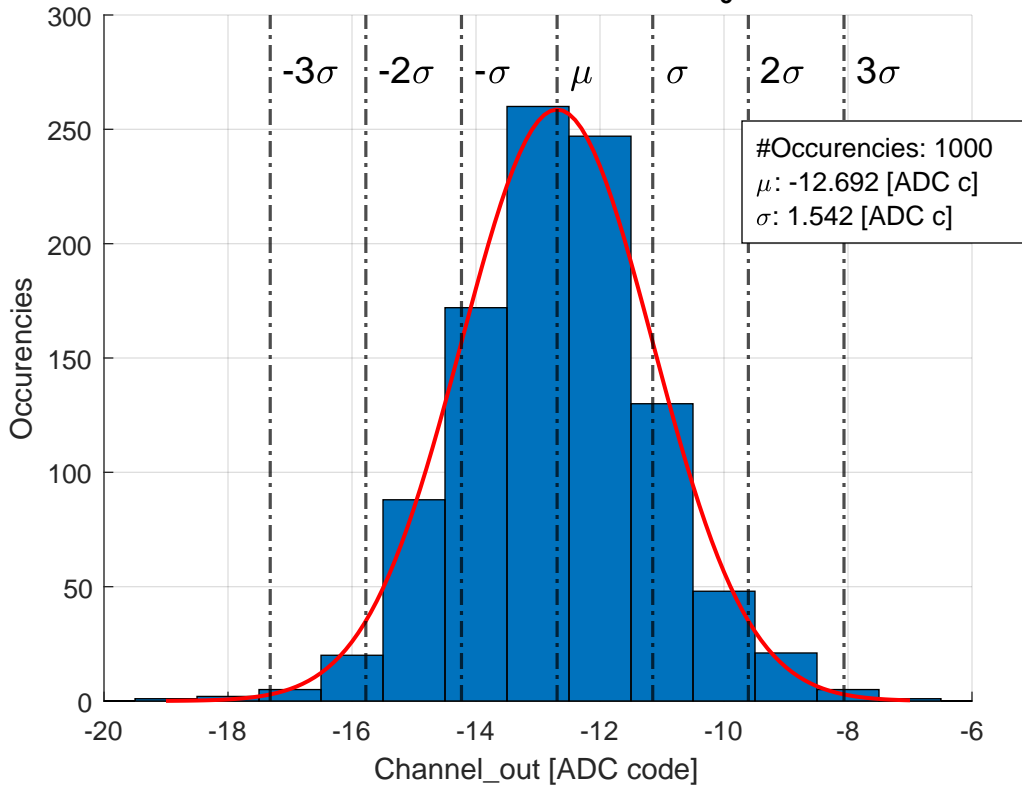 300
-3σ -2σ -σ μ σ 2σ 3σ
250
#Occurencies: 1000
μ: -12.692 [ADC c]
σ: 1.542 [ADC c]
200
Occurencies
150
100
50
0
-20 -18 -16 -14 -12 -10 -8 -6
Channel_out [ADC code]